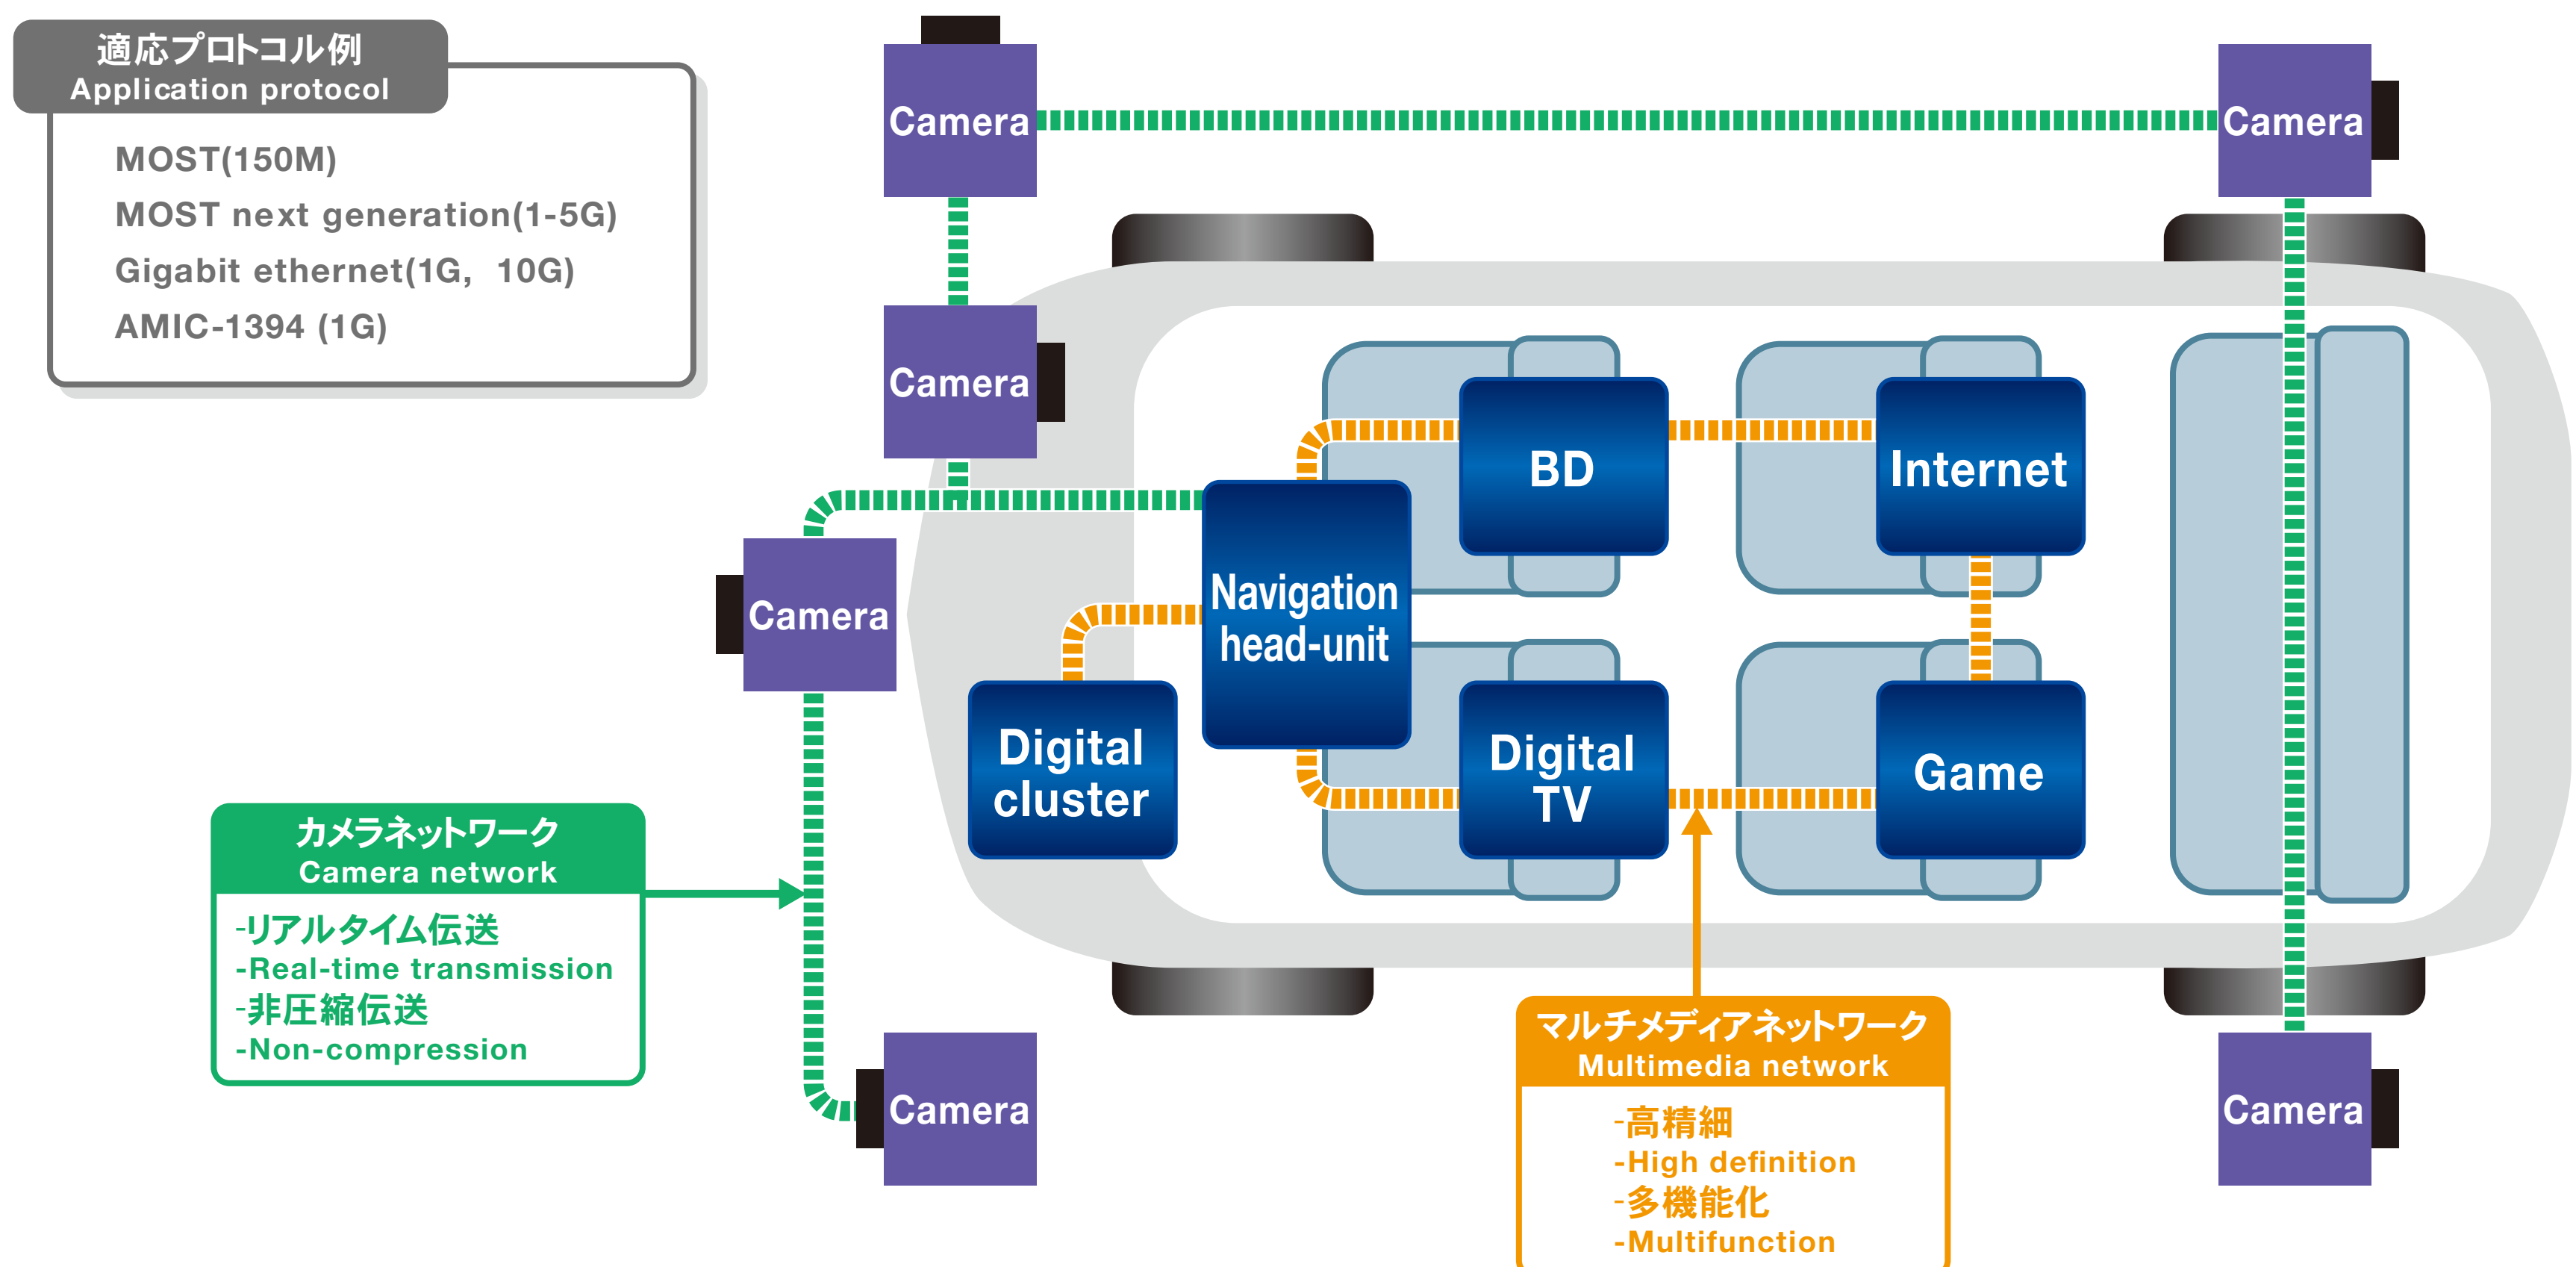 適応プロトコル例
Application protocol
MOST(150M)
MOST next generation(1-5G)
Gigabit ethernet(1G, 10G)
AMIC-1394 (1G)
Camera
Camera
Camera
Camera
Camera
Camera
BD
Internet
Navigation
head-unit
Digital
cluster
Digital
TV
Game
カメラネットワーク
Camera network
-リアルタイム伝送
-Real-time transmission
-非圧縮伝送
-Non-compression
マルチメディアネットワーク
Multimedia network
-高精細
-High definition
-多機能化
-Multifunction